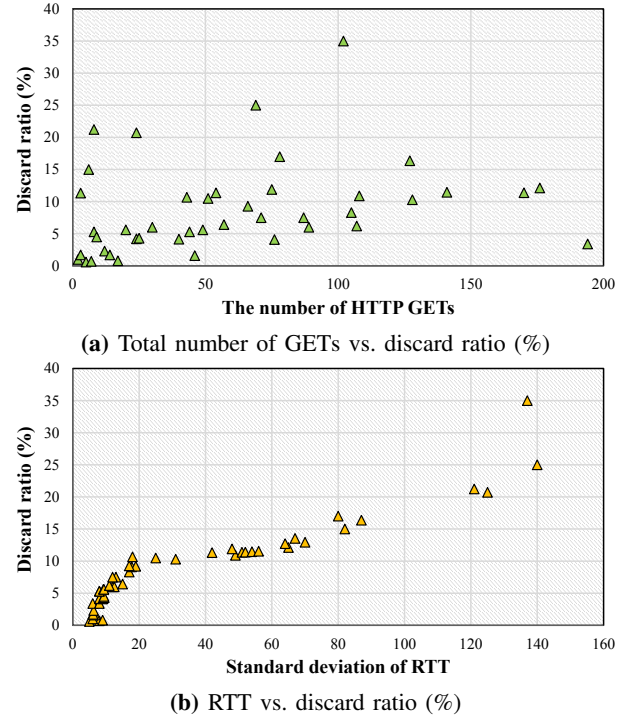 40
35
30
25
20
15
10
5
0
Discard ratio (%)
0 50 100 150 200
The number of HTTP GETs
(a) Total number of GETs vs. discard ratio (%)
40
35
30
25
20
15
10
5
0
Discard ratio (%)
0 20 40 60 80 100 120 140 160
Standard deviation of RTT
(b) RTT vs. discard ratio (%)